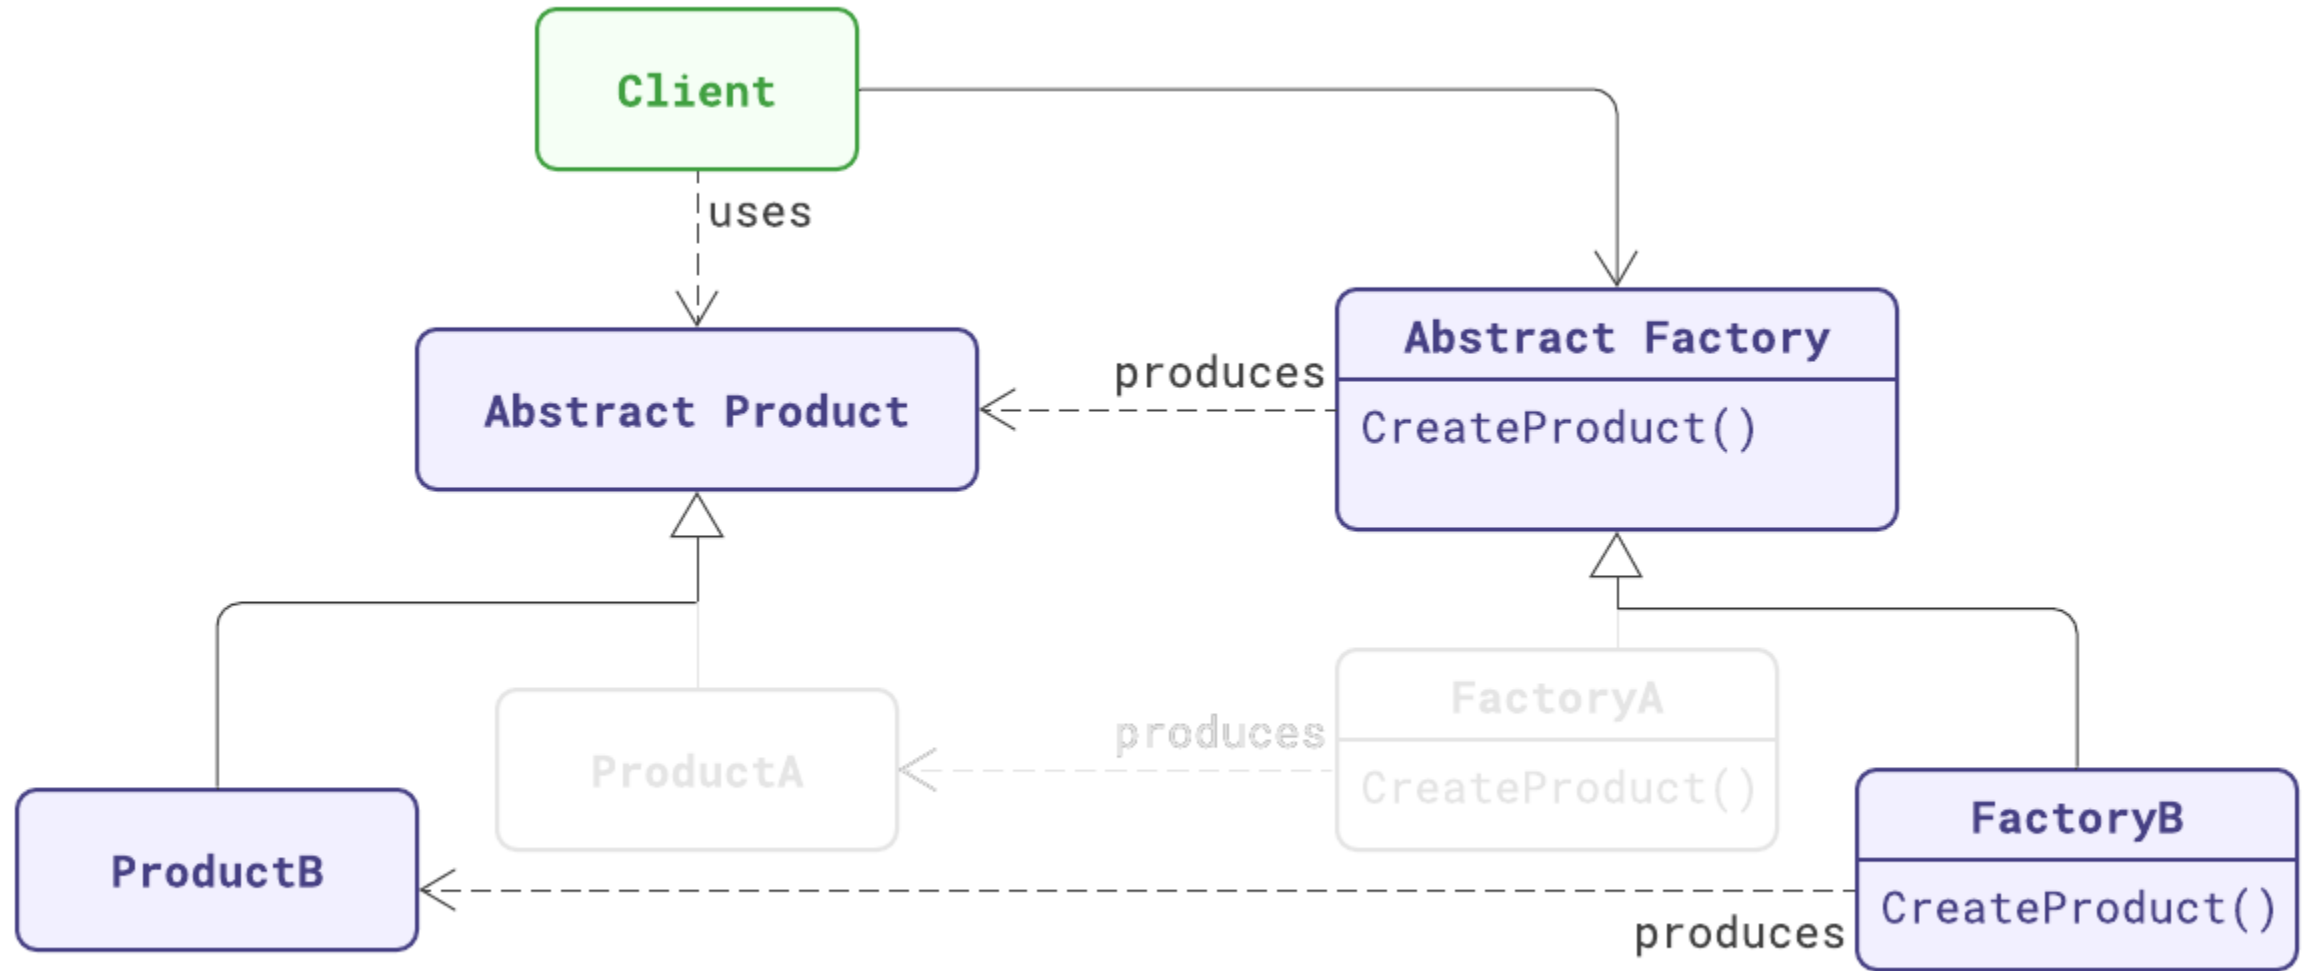 Client
uses
Abstract Factory
produces
CreateProduct()
Abstract Product
FactoryA
produces
CreateProduct()
ProductA
FactoryB
ProductB
CreateProduct()
produces